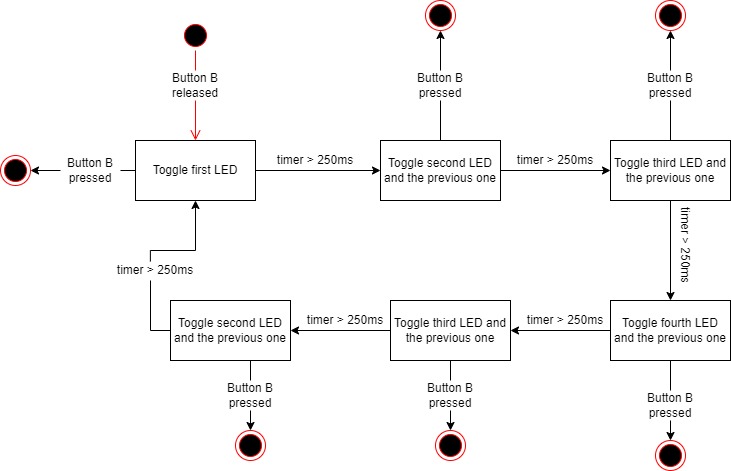 Button B
released
Button B
pressed
Button B
pressed
Button B
pressed
Toggle first LED
timer > 250ms
Toggle second LED
and the previous one
timer > 250ms
Toggle third LED and
the previous one
timer > 250ms
timer > 250ms
Toggle second LED
and the previous one
timer > 250ms
Toggle third LED and
the previous one
timer > 250ms
Toggle fourth LED
and the previous one
Button B
pressed
Button B
pressed
Button B
pressed